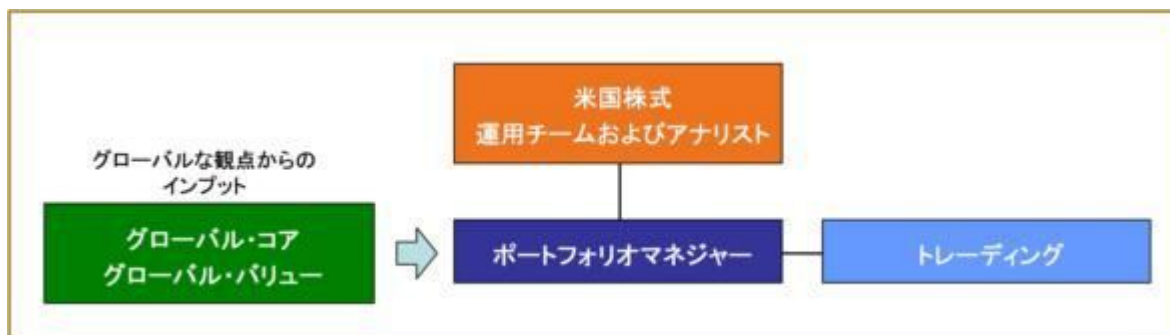 米国株式
運用チームおよびアナリスト
グローバルな観点からの
インプット
グローバル・コア
グローバル・バリュー
ポートフォリオマネジャー
トレーディング